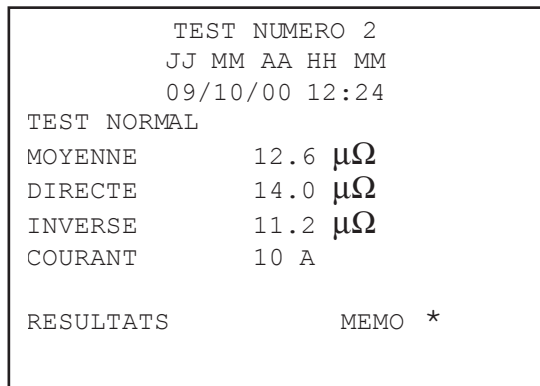 TEST NUMERO 2
JJ MM AA HH MM
09/10/00 12:24
TEST NORMAL
MOYENNE 12.6 μΩ
DIRECTE 14.0 μΩ
INVERSE 11.2 μΩ
COURANT 10 A
RESULTATS MEMO *